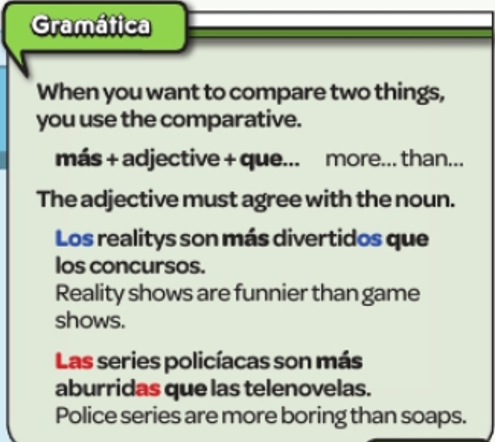 Gramática
When you want to compare two things,
you use the comparative.
más + adjective + que... more... than...
The adjective must agree with the noun.
Los realitys son más divertidos que
los concursos.
Reality shows are funnier than game
shows.
Las series policíacas son más
aburridas que las telenovelas.
Police series are more boring than soaps.